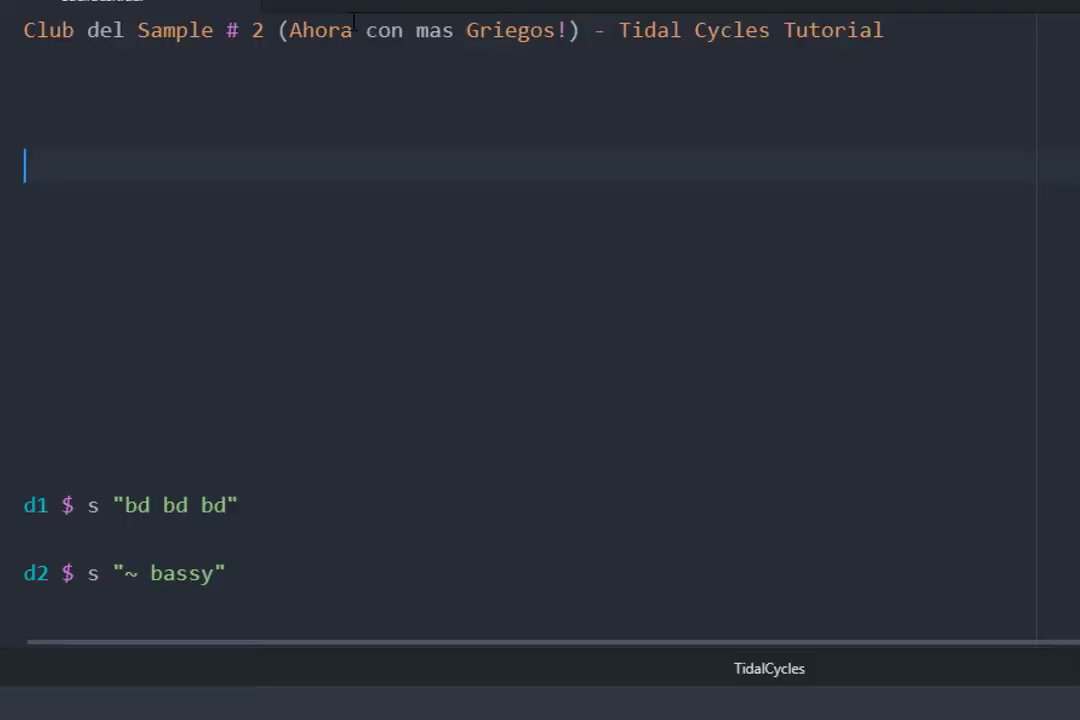 Club del Sample # 2 (Ahora con mas Griegos!) - Tidal Cycles Tutorial
d1 $ s "bd bd bd"
d2 $ s "~ bassy"
TidalCycles